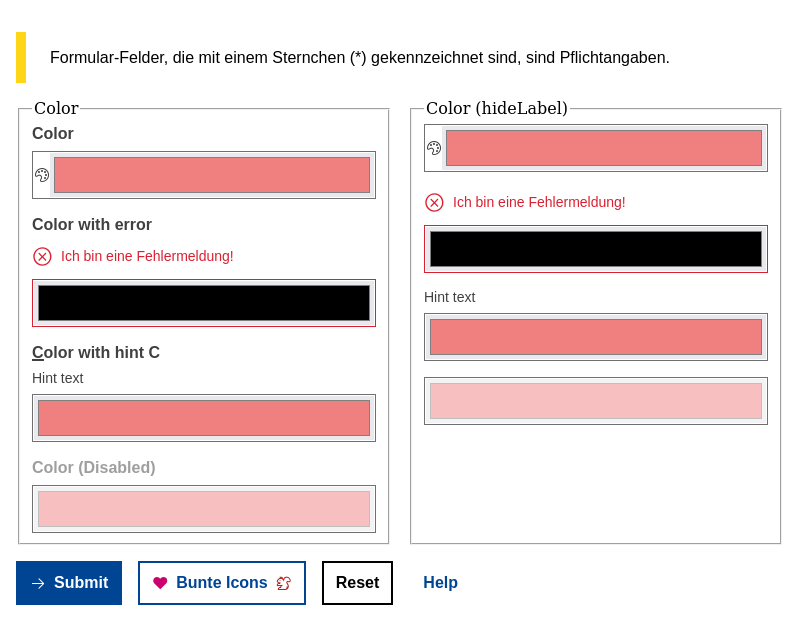 Formular-Felder, die mit einem Sternchen (*) gekennzeichnet sind, sind Pflichtangaben.
Color
Color
Color with error
Ich bin eine Fehlermeldung!
Color with hint C
Hint text
Color (Disabled)
Color (hideLabel)
Ich bin eine Fehlermeldung!
Hint text
Submit
Bunte Icons
Reset
Help